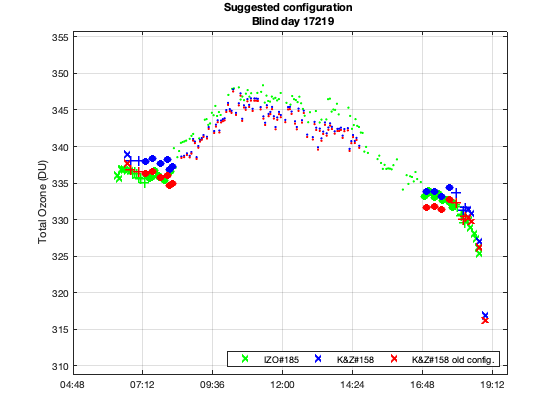 Suggested configuration
Blind day 17219
Total Ozone (DU)
355
350
345
340
335
330
325
320
315
310
04:48 07:12 09:36 12:00 14:24 16:48 19:12
IZO#185 K&Z#158 K&Z#158 old config.